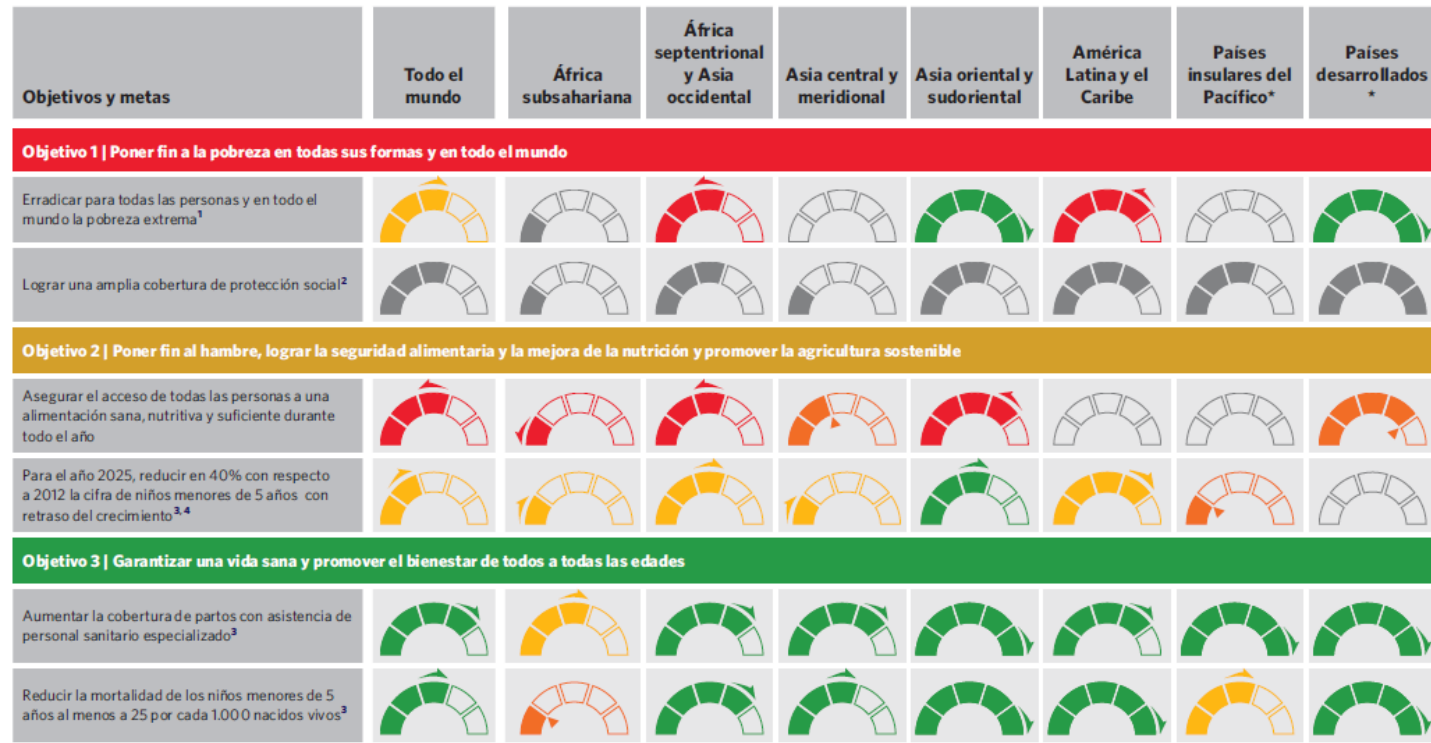 Objetivos y metas
Todo el
mundo
África
subsahariana
África
septentrional
y Asia
occidental
Asia central y
meridional
Asia oriental y
sudoriental
América
Latina y el
Caribe
Países
insulares del
Pacífico*
Países
desarrollados
*
Objetivo 1 | Poner fin a la pobreza en todas sus formas y en todo el mundo
Erradicar para todas las personas y en todo el
mundo la pobreza extrema¹
Lograr una amplia cobertura de protección social²
Objetivo 2 | Poner fin al hambre, lograr la seguridad alimentaria y la mejora de la nutrición y promover la agricultura sostenible
Asegurar el acceso de todas las personas a una
alimentación sana, nutritiva y suficiente durante
todo el año
Para el año 2025, reducir en 40% con respecto
a 2012 la cifra de niños menores de 5 años con
retraso del crecimiento³,⁴
Objetivo 3 | Garantizar una vida sana y promover el bienestar de todos a todas las edades
Aumentar la cobertura de partos con asistencia de
personal sanitario especializado³
Reducir la mortalidad de los niños menores de 5
años al menos a 25 por cada 1.000 nacidos vivos³